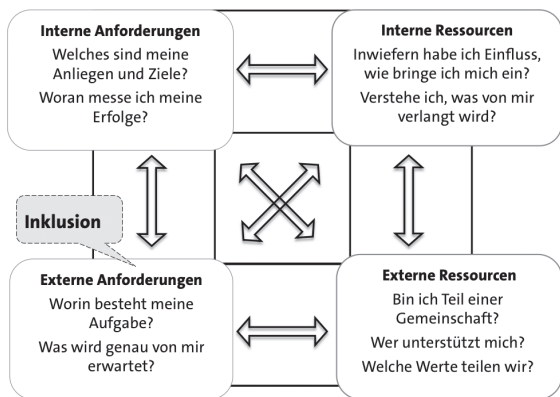 Interne Anforderungen
Welches sind meine
Anliegen und Ziele?
Woran messe ich meine
Erfolge?
Interne Ressourcen
Inwiefern habe ich Einfluss,
wie bringe ich mich ein?
Verstehe ich, was von mir
verlangt wird?
Inklusion
Externe Anforderungen
Worin besteht meine
Aufgabe?
Was wird genau von mir
erwartet?
Externe Ressourcen
Bin ich Teil einer
Gemeinschaft?
Wer unterstützt mich?
Welche Werte teilen wir?